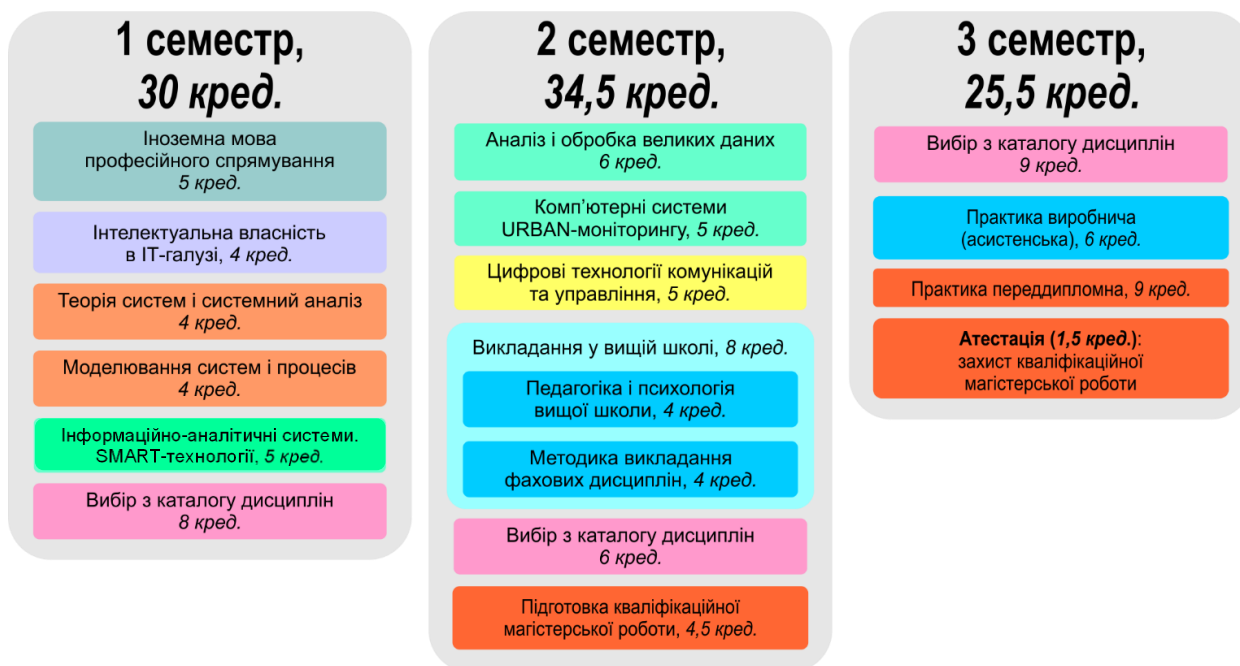 1 семестр,
30 кред.
Іноземна мова
професійного спрямування
5 кред.
Інтелектуальна власність
в ІТ-галузі, 4 кред.
Теорія систем і системний аналіз
4 кред.
Моделювання систем і процесів
4 кред.
Інформаційно-аналітичні системи.
SMART-технології, 5 кред.
Вибір з каталогу дисциплін
8 кред.
2 семестр,
34,5 кред.
Аналіз і обробка великих даних
6 кред.
Комп’ютерні системи
URBAN-моніторингу, 5 кред.
Цифрові технології комунікацій
та управління, 5 кред.
Викладання у вищій школі, 8 кред.
Педагогіка і психологія
вищої школи, 4 кред.
Методика викладання
фахових дисциплін, 4 кред.
Вибір з каталогу дисциплін
6 кред.
Підготовка кваліфікаційної
магістерської роботи, 4,5 кред.
3 семестр,
25,5 кред.
Вибір з каталогу дисциплін
9 кред.
Практика виробнича
(асистенська), 6 кред.
Практика переддипломна, 9 кред.
Атестація (1,5 кред.):
захист кваліфікаційної
магістерської роботи